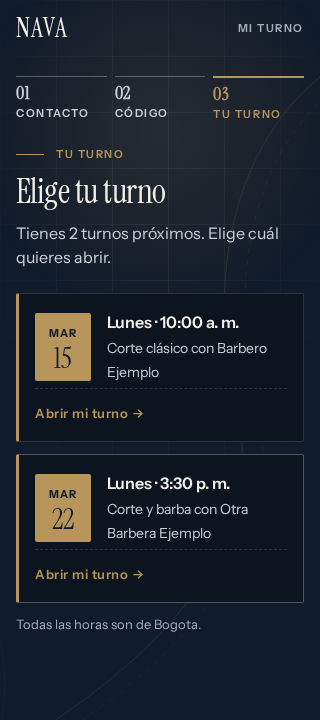 NAVA
MI TURNO
01
CONTACTO
02
CÓDIGO
03
TU TURNO
TU TURNO
Elige tu turno
Tienes 2 turnos próximos. Elige cuál
quieres abrir.
MAR
15
Lunes · 10:00 a. m.
Corte clásico con Barbero
Ejemplo
Abrir mi turno →
MAR
22
Lunes · 3:30 p. m.
Corte y barba con Otra
Barbera Ejemplo
Abrir mi turno →
Todas las horas son de Bogota.